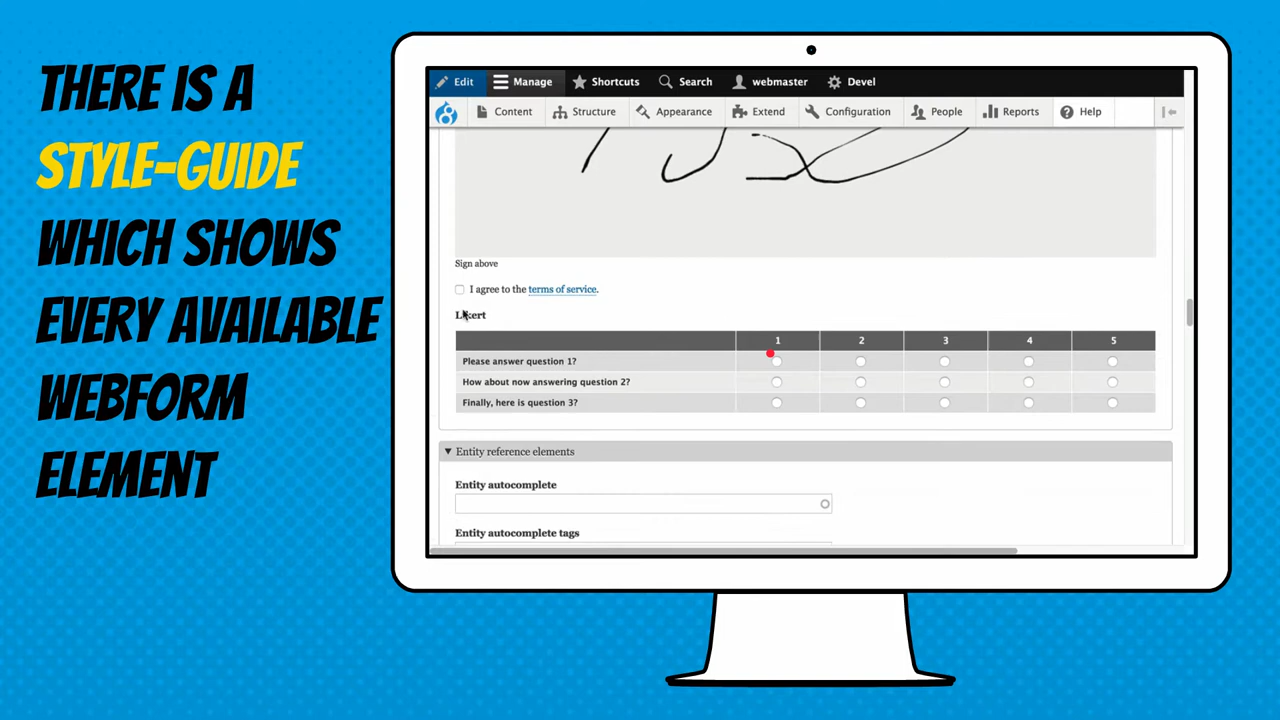 THERE IS A
STYLE-GUIDE
WHICH SHOWS
EVERY AVAILABLE
WEBFORM
ELEMENT
Edit Manage Shortcuts Search webmaster Devel
Content Structure Appearance Extend Configuration People Reports Help
Sign above
I agree to the terms of service.
Likert
1 2 3 4 5
Please answer question 1?
How about now answering question 2?
Finally, here is question 3?
Entity reference elements
Entity autocomplete
Entity autocomplete tags